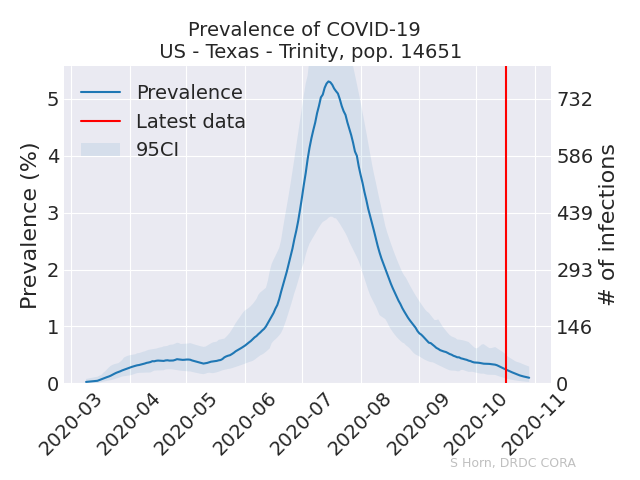 Prevalence of COVID-19
US - Texas - Trinity, pop. 14651
Prevalence
Latest data
95CI
Prevalence (%)
5
4
3
2
1
0
# of infections
732
586
439
293
146
0
2020-03
2020-04
2020-05
2020-06
2020-07
2020-08
2020-09
2020-10
2020-11
S Horn, DRDC CORA